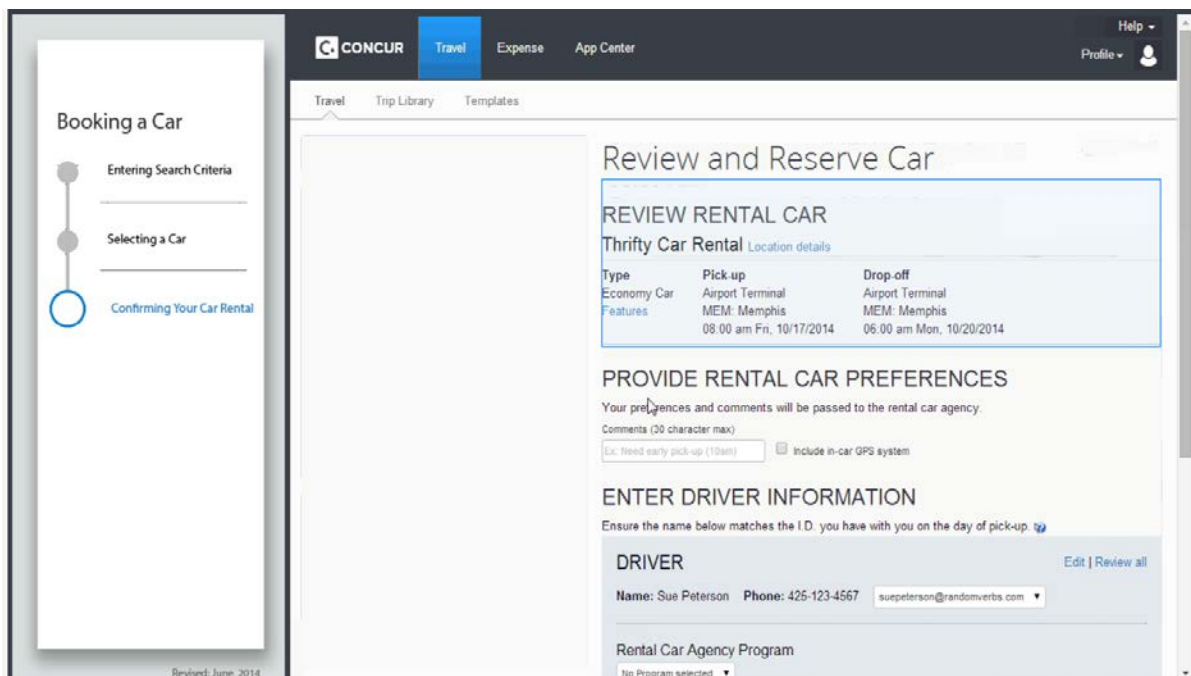 Booking a Car
Entering Search Criteria
Selecting a Car
Confirming Your Car Rental
Revised: June, 2014
C. CONCUR Travel Expense App Center
Help
Profile
Travel Trip Library Templates
Review and Reserve Car
REVIEW RENTAL CAR
Thrifty Car Rental Location details
Type Pick-up Drop-off
Economy Car Airport Terminal Airport Terminal
Features MEM: Memphis MEM: Memphis
08:00 am Fri, 10/17/2014 06:00 am Mon, 10/20/2014
PROVIDE RENTAL CAR PREFERENCES
Your preferences and comments will be passed to the rental car agency.
Comments (30 character max)
Ex: Need early pick-up (10am) Include in-car GPS system
ENTER DRIVER INFORMATION
Ensure the name below matches the I.D. you have with you on the day of pick-up.
DRIVER Edit | Review all
Name: Sue Peterson Phone: 425-123-4567 suepeterson@randomverbs.com
Rental Car Agency Program
No Program selected